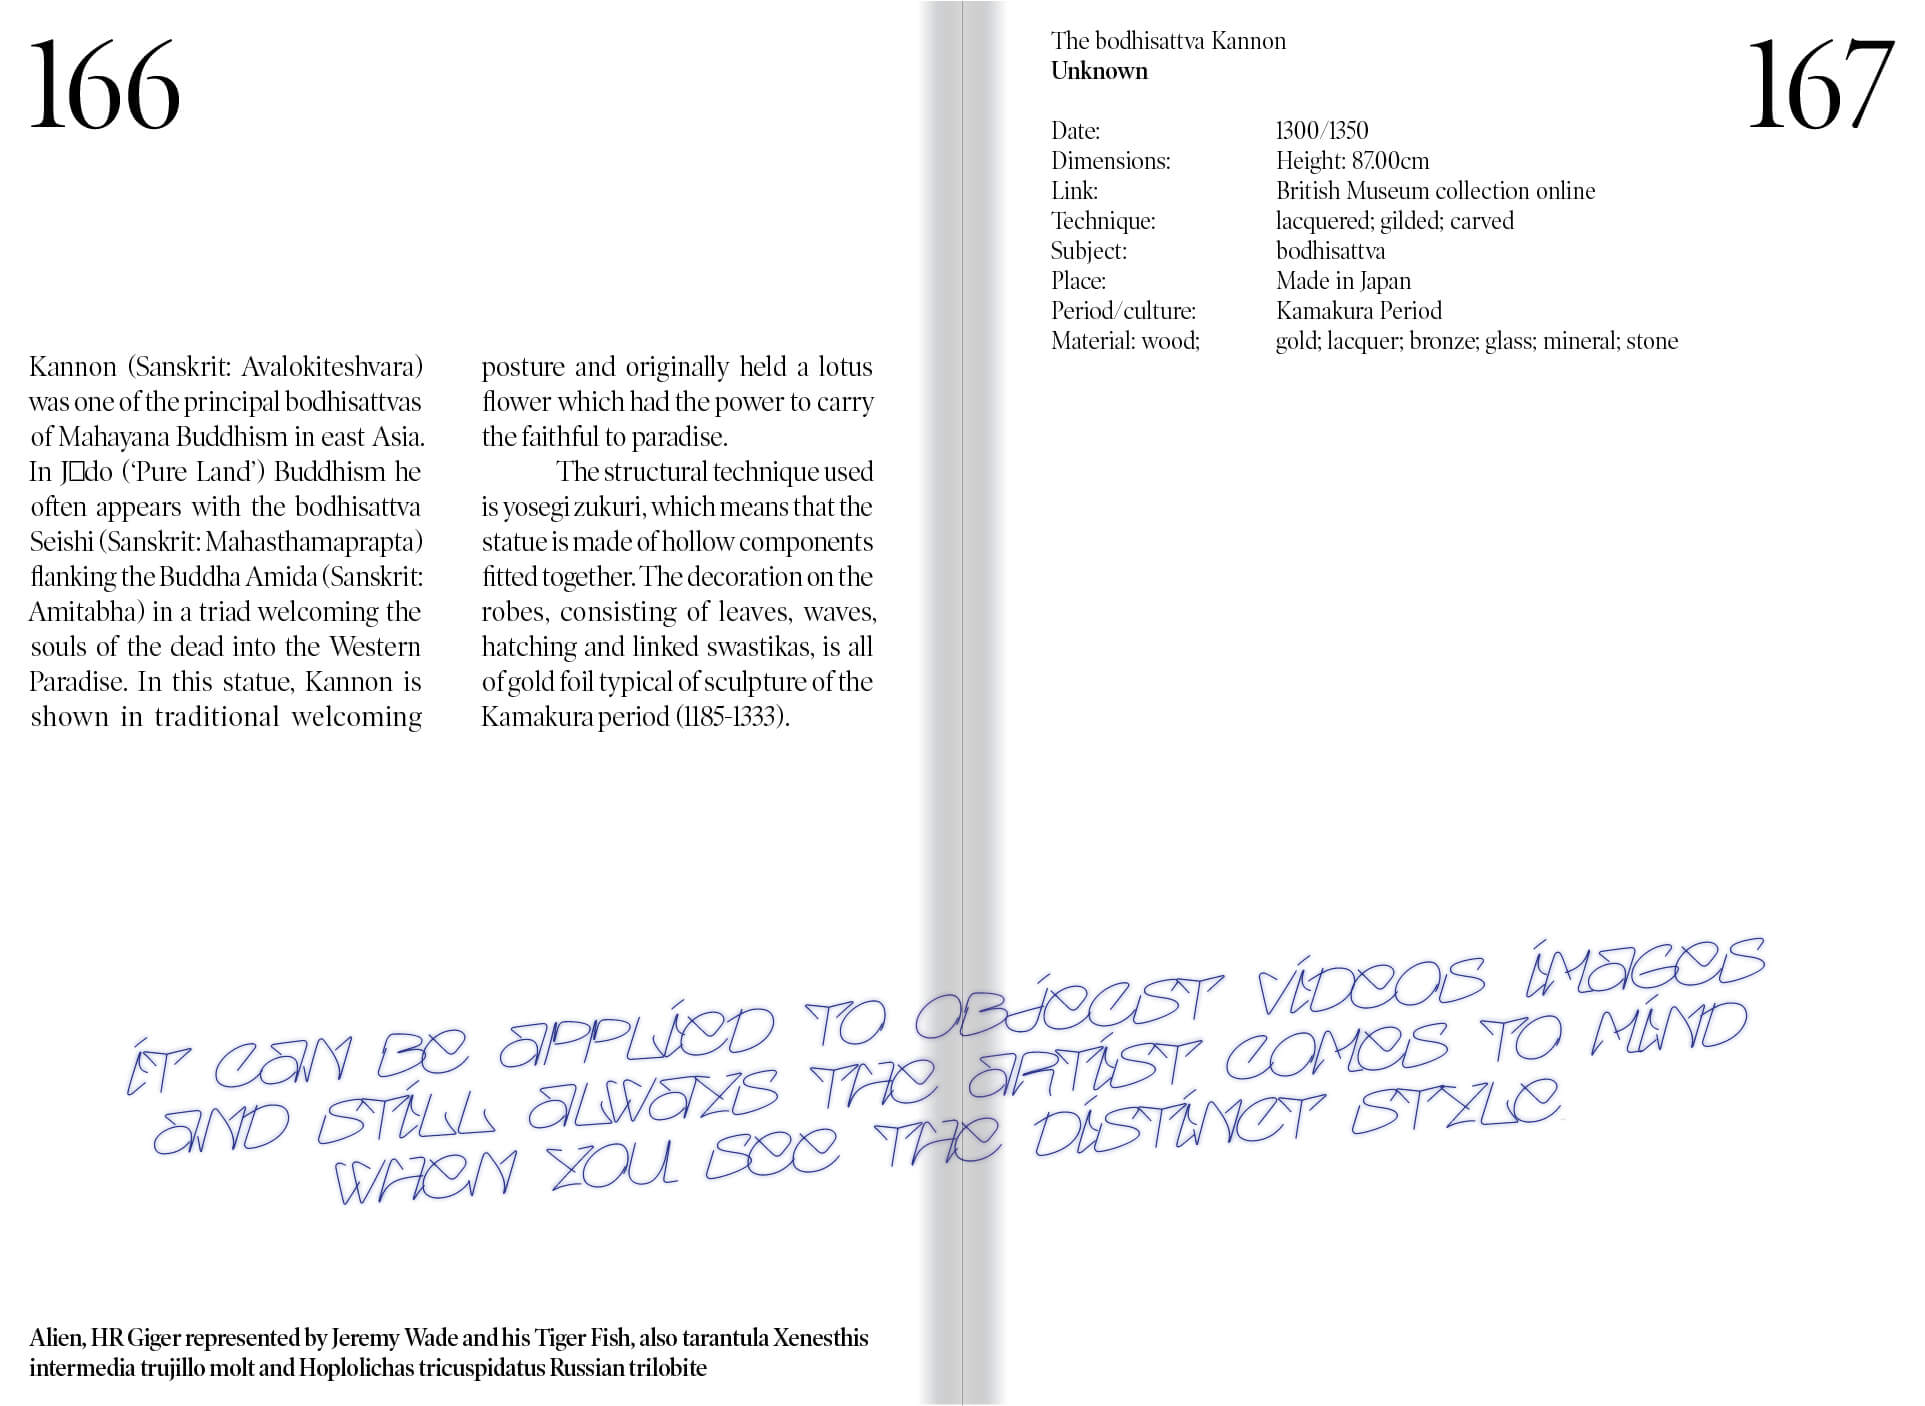 166
Kannon (Sanskrit: Avalokiteshvara)
was one of the principal bodhisattvas
of Mahayana Buddhism in east Asia.
In J□do (‘Pure Land’) Buddhism he
often appears with the bodhisattva
Seishi (Sanskrit: Mahasthamaprapta)
flanking the Buddha Amida (Sanskrit:
Amitabha) in a triad welcoming the
souls of the dead into the Western
Paradise. In this statue, Kannon is
shown in traditional welcoming
posture and originally held a lotus
flower which had the power to carry
the faithful to paradise.
The structural technique used
is yosegi zukuri, which means that the
statue is made of hollow components
fitted together. The decoration on the
robes, consisting of leaves, waves,
hatching and linked swastikas, is all
of gold foil typical of sculpture of the
Kamakura period (1185-1333).
The bodhisattva Kannon
Unknown
167
Date: 1300/1350
Dimensions: Height: 87.00cm
Link: British Museum collection online
Technique: lacquered; gilded; carved
Subject: bodhisattva
Place: Made in Japan
Period/culture: Kamakura Period
Material: wood; gold; lacquer; bronze; glass; mineral; stone
IT CAN BE APPLIED TO OBJECST VIDEOS IMAGES
AND STILL ALWAYS THE ARTIST COMES TO MIND
WHEN YOU SEE THE DISTINCT STYLE
Alien, HR Giger represented by Jeremy Wade and his Tiger Fish, also tarantula Xenesthis
intermedia trujillo molt and Hoplolichas tricuspidatus Russian trilobite